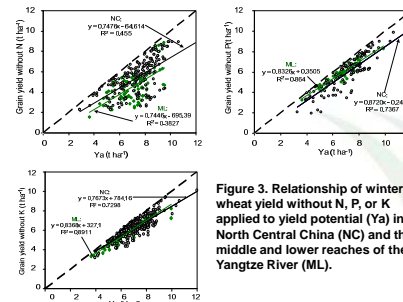 Grain yield without N (t ha-1)
12
10
8
6
4
2
0
NC:
y=0,7476x−64,614
R2 = 0,455
ML:
y=0,7446x−695,39
R2=0,3827
0 2 4 6 8 10 12
Ya (t ha-1)
Grain yield without P(t ha-1)
12
10
8
6
4
2
0
ML:
y=0,8326x+0,3505
R2=0,864
NC:
y=0,8720x−0,24
R2=0,7367
0 2 4 6 8 10
Ya (t ha-1)
Grain yield without K (t ha-1)
12
10
8
6
4
2
0
NC:
y=0,7673x+784,16
R2=0,7298
ML:
y=0,8368x+327,1
R2=0,8911
0 2 4 6 8 10 12
Figure 3. Relationship of winter
wheat yield without N, P, or K
applied to yield potential (Ya) in
North Central China (NC) and th
middle and lower reaches of the
Yangtze River (ML).